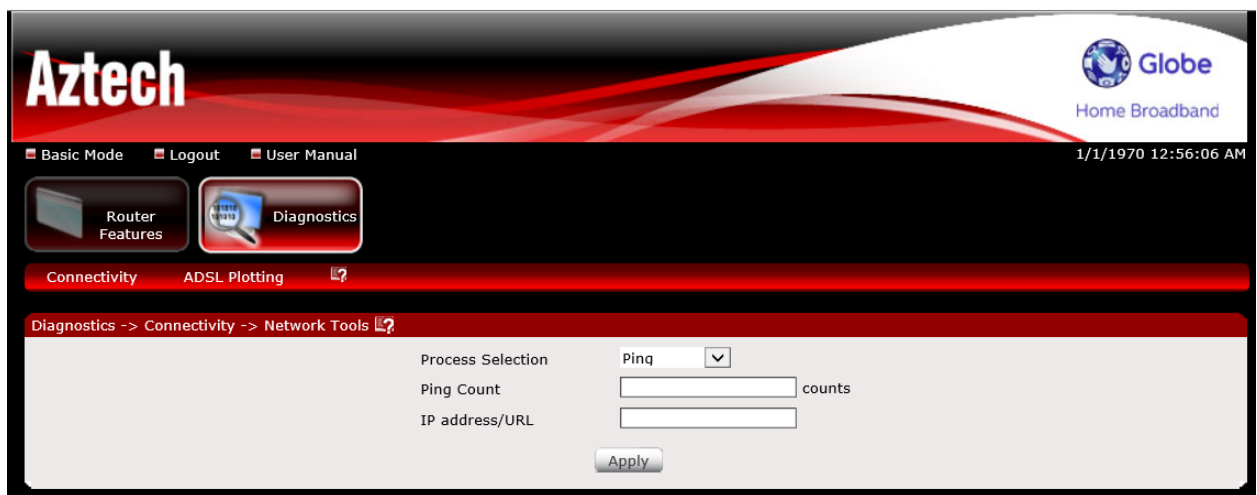 Aztech
Globe
Home Broadband
Basic Mode Logout User Manual 1/1/1970 12:56:06 AM
Router Features
Diagnostics
Connectivity ADSL Plotting
Diagnostics -> Connectivity -> Network Tools
Process Selection Ping
Ping Count counts
IP address/URL
Apply